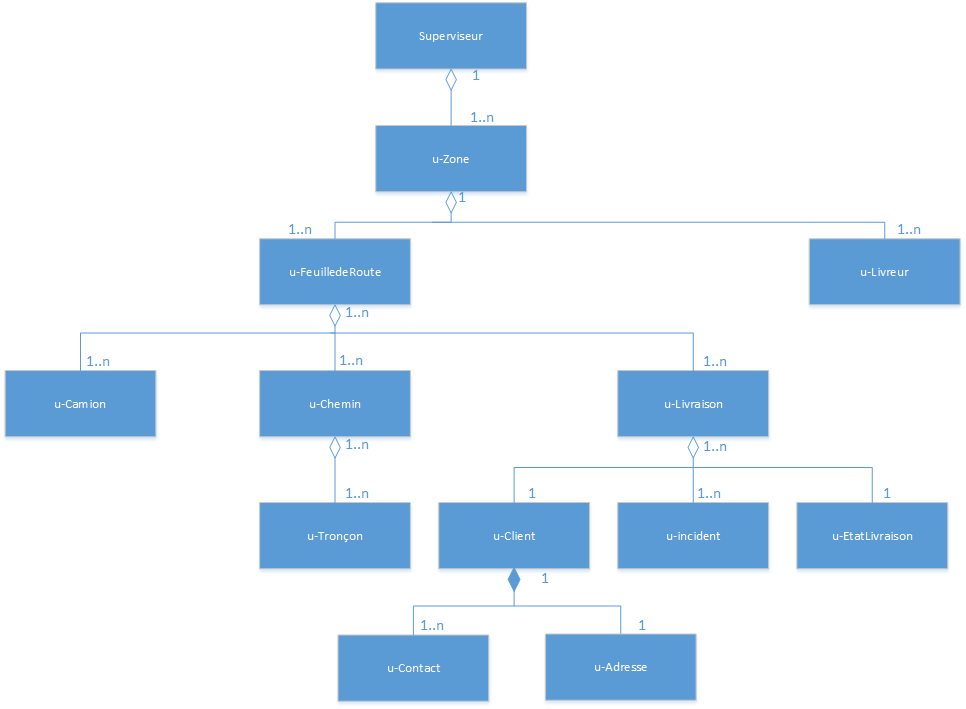 Superviseur
1
1..n
u-Zone
1
1..n
1..n
u-FeuilledeRoute
u-Livreur
1..n
1..n
1..n
1..n
u-Camion
u-Chemin
u-Livraison
1..n
1..n
1..n
1
1..n
1
u-Tronçon
u-Client
u-incident
u-EtatLivraison
1
1..n
1
u-Contact
u-Adresse